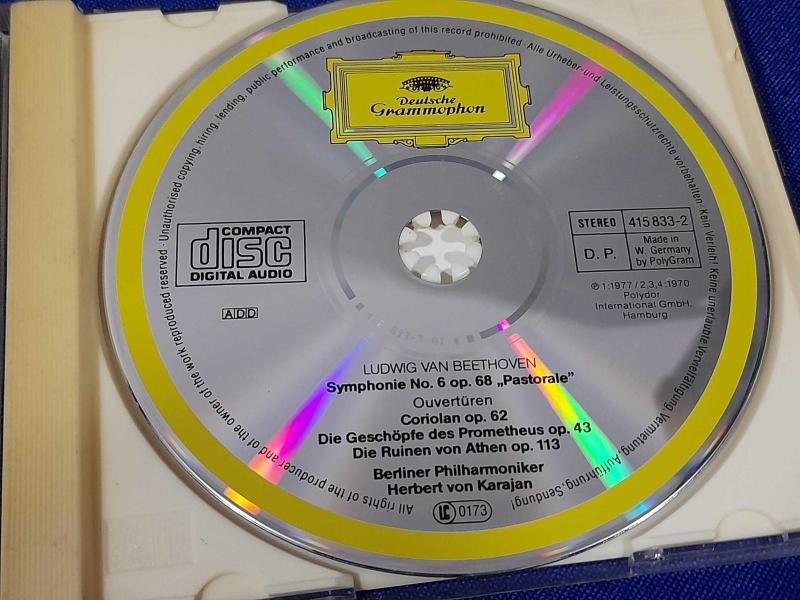 Unauthorised copying, hiring, lending, public performance and broadcasting of this record prohibited · Alle Urheber- und Leistungsschutzrechte vorbehalten · Kein Verleih! Keine unerlaubte Vervielfältigung, Vermietung, Aufführung, Sendung!
All rights of the producer and of the owner of the work reproduced reserved ·
Deutsche
Grammophon
COMPACT
disc
DIGITAL AUDIO
ADD
STEREO 415 833-2
D. P. Made in
W. Germany
by PolyGram
℗ 1:1977 / 2,3,4:1970
Polydor
International GmbH,
Hamburg
LUDWIG VAN BEETHOVEN
Symphonie No. 6 op. 68 „Pastorale”
Ouvertüren
Coriolan op. 62
Die Geschöpfe des Prometheus op. 43
Die Ruinen von Athen op. 113
Berliner Philharmoniker
Herbert von Karajan
LC 0173